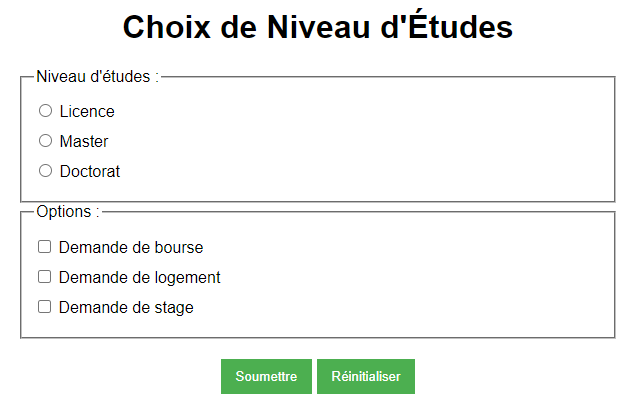 Choix de Niveau d'Études
Niveau d'études :
Licence
Master
Doctorat
Options :
Demande de bourse
Demande de logement
Demande de stage
Soumettre Réinitialiser